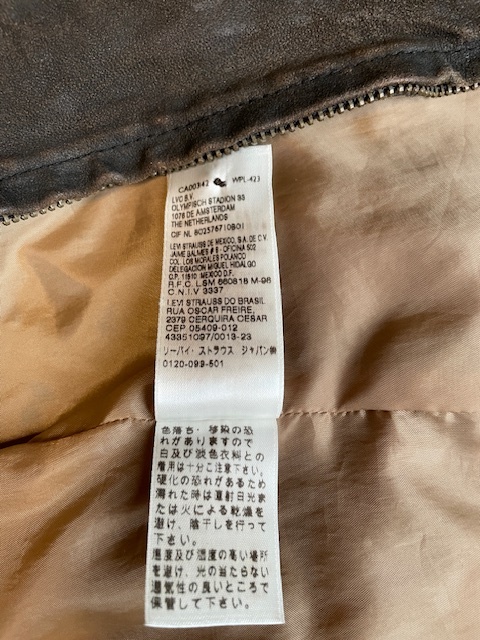 CA00342 WPL-423
LVC B.V.
OLYMPISCH STADION 33
1076 DE AMSTERDAM
THE NETHERLANDS
CIF NL 802576710B01
LEVI STRAUSS DE MEXICO, S.A. DE C.V.
JAIME BALMES # 8 - OFICINA 502
COL. LOS MORALES POLANCO
DELEGACION MIGUEL HIDALGO
C.P. 11510 MEXICO D.F.
R.F.C. LSM 860818 M-98
C.N.I.V 3337
LEVI STRAUSS DO BRASIL
RUA OSCAR FREIRE,
2379 CERQUIRA CESAR
CEP 05409-012
43351097/0013-23
リーバイ・ストラウス ジャパン㈱
0120-099-501
色落ち・移染の恐
れがありますので
白及び淡色衣料との
着用は十分ご注意下さい。
硬化の恐れがあるため
濡れた時は直射日光ま
たは火による乾燥を
避け、陰干しを行って
下さい。
温度及び湿度の高い場所
を避け、光の当たらない
通気性の良いところで
保管して下さい。